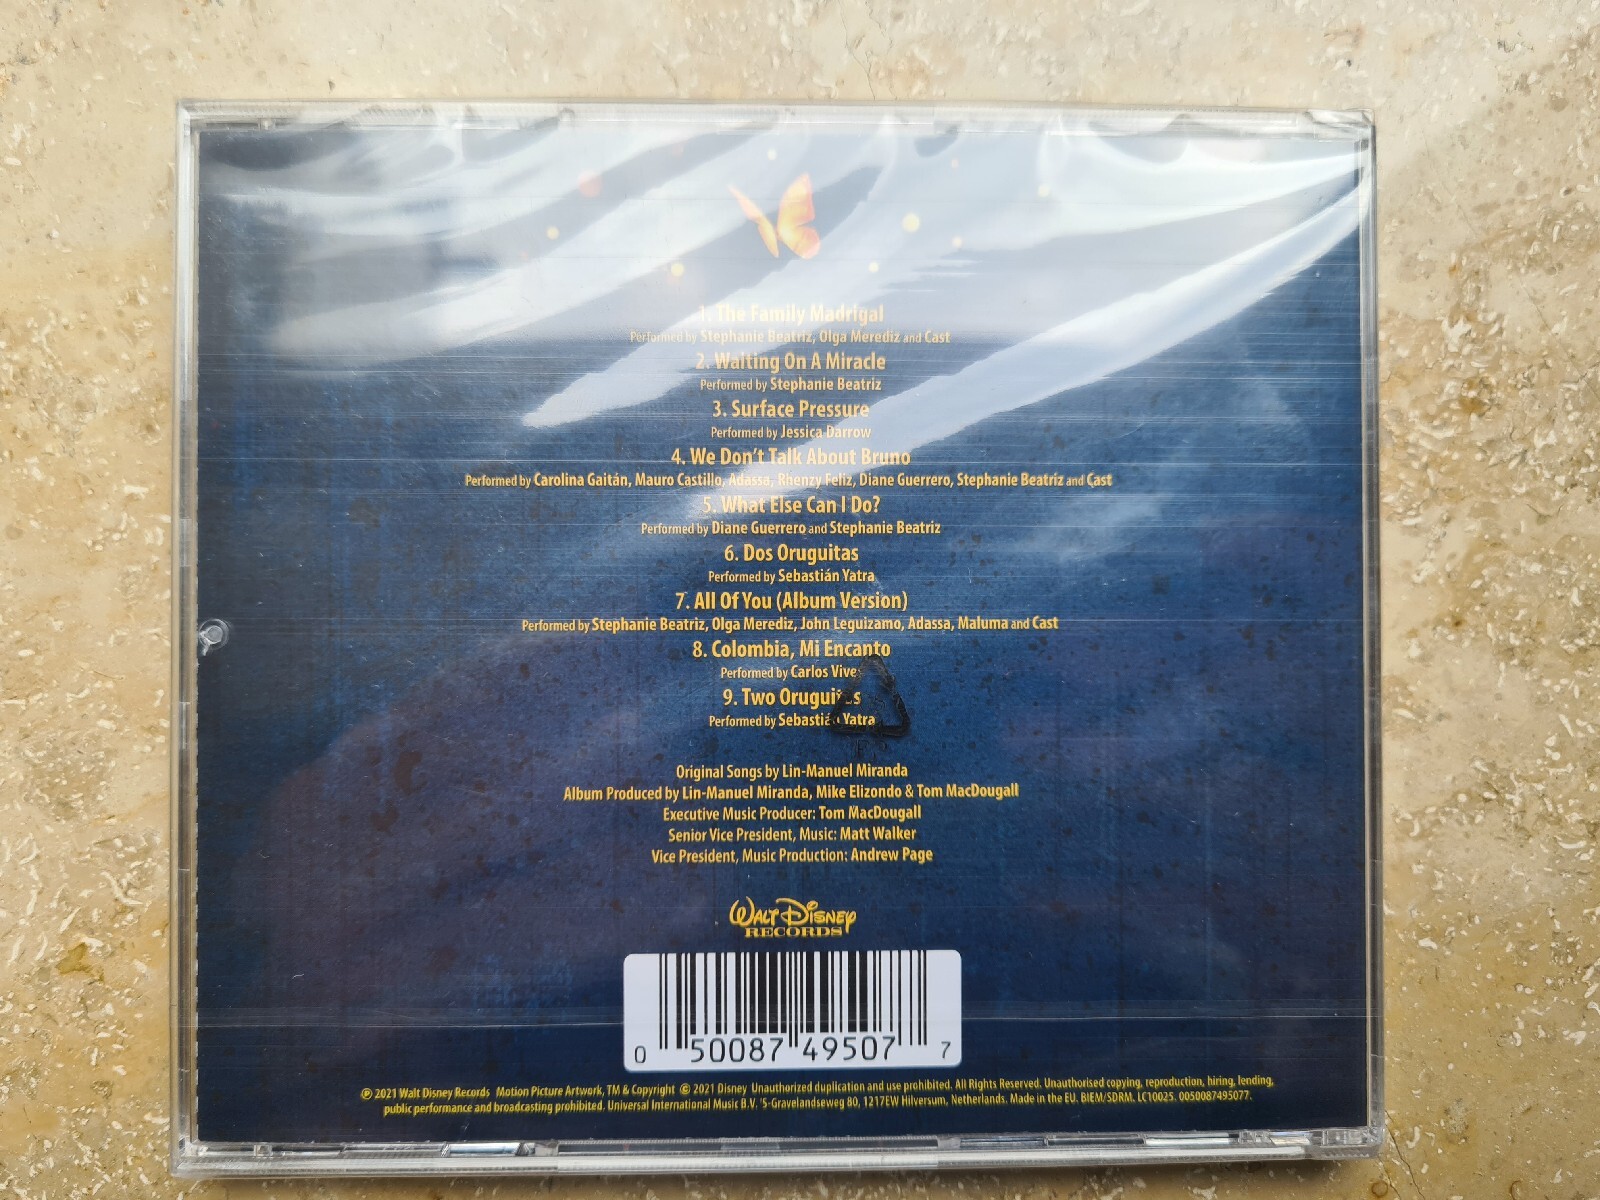 1. The Family Madrigal
Performed by Stephanie Beatriz, Olga Merediz and Cast
2. Waiting On A Miracle
Performed by Stephanie Beatriz
3. Surface Pressure
Performed by Jessica Darrow
4. We Don't Talk About Bruno
Performed by Carolina Gaitán, Mauro Castillo, Adassa, Rhenzy Feliz, Diane Guerrero, Stephanie Beatriz and Cast
5. What Else Can I Do?
Performed by Diane Guerrero and Stephanie Beatriz
6. Dos Oruguitas
Performed by Sebastián Yatra
7. All Of You (Album Version)
Performed by Stephanie Beatriz, Olga Merediz, John Leguizamo, Adassa, Maluma and Cast
8. Colombia, Mi Encanto
Performed by Carlos Vives
9. Two Oruguitas
Performed by Sebastián Yatra
Original Songs by Lin-Manuel Miranda
Album Produced by Lin-Manuel Miranda, Mike Elizondo & Tom MacDougall
Executive Music Producer: Tom MacDougall
Senior Vice President, Music: Matt Walker
Vice President, Music Production: Andrew Page
WALT DISNEY
RECORDS
0 50087 49507 7
℗ 2021 Walt Disney Records Motion Picture Artwork, TM & Copyright © 2021 Disney Unauthorized duplication and use prohibited. All Rights Reserved. Unauthorised copying, reproduction, hiring, lending,
public performance and broadcasting prohibited. Universal International Music B.V. 'S-Gravelandseweg 80, 1217EW Hilversum, Netherlands. Made in the EU. BIEM/SDRM. LC10025. 0050087495077.